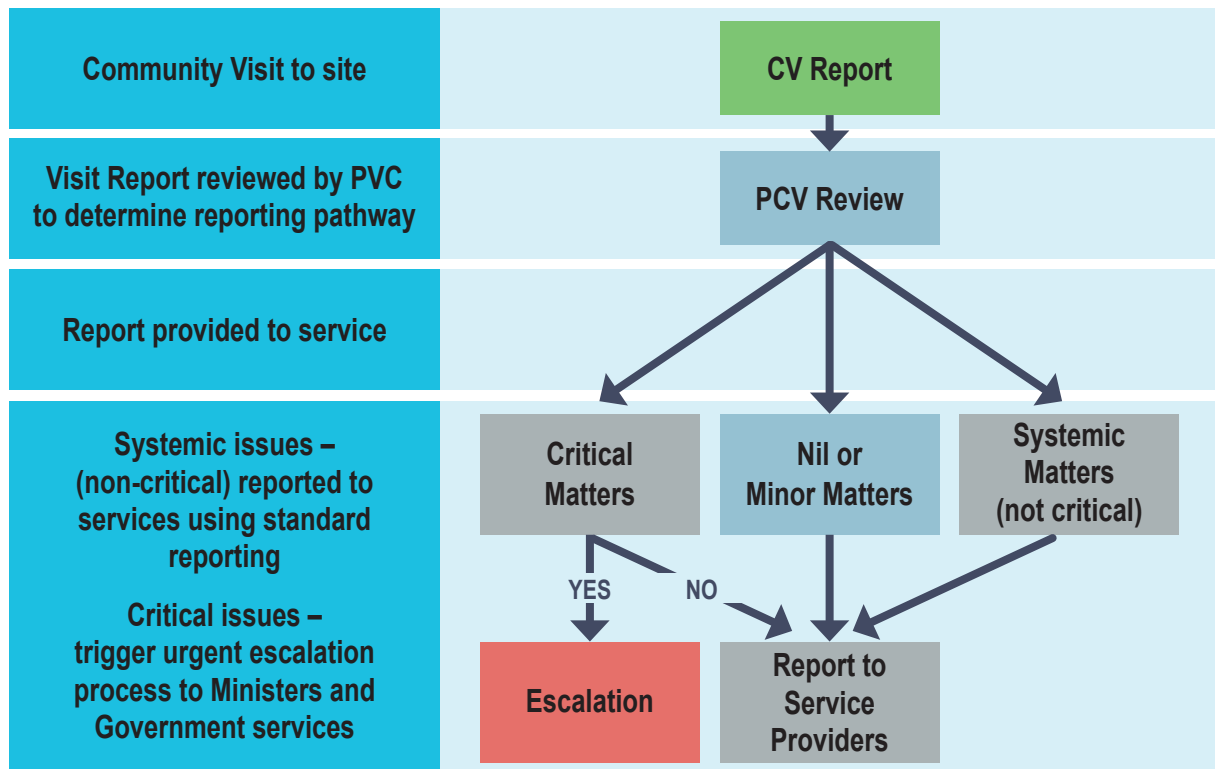 Community Visit to site
CV Report
Visit Report reviewed by PVC
to determine reporting pathway
PCV Review
Report provided to service
Systemic issues –
(non-critical) reported to
services using standard
reporting
Critical issues –
trigger urgent escalation
process to Ministers and
Government services
Critical
Matters
Nil or
Minor Matters
Systemic
Matters
(not critical)
YES
NO
Escalation
Report to
Service
Providers